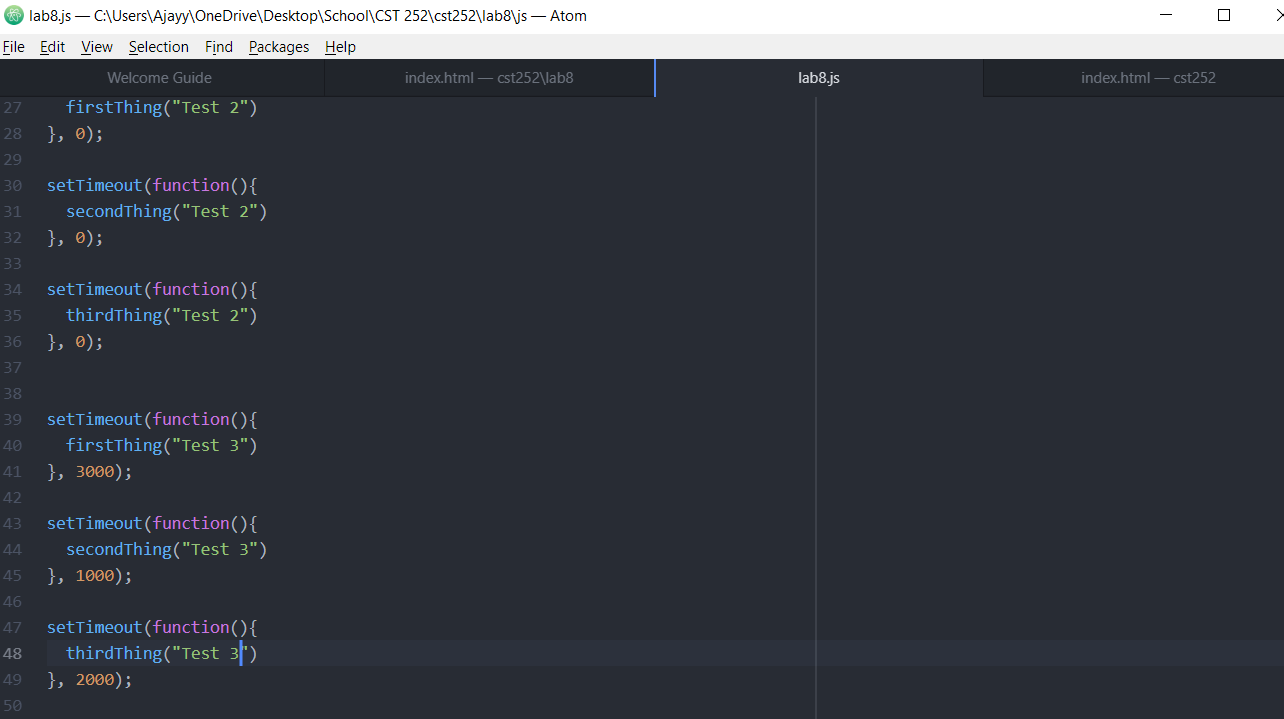 lab8.js — C:\Users\Ajayy\OneDrive\Desktop\School\CST 252\cst252\lab8\js — Atom
File Edit View Selection Find Packages Help
Welcome Guide index.html — cst252\lab8 lab8.js index.html — cst252
27 firstThing("Test 2")
28 }, 0);
29
30 setTimeout(function(){
31 secondThing("Test 2")
32 }, 0);
33
34 setTimeout(function(){
35 thirdThing("Test 2")
36 }, 0);
37
38
39 setTimeout(function(){
40 firstThing("Test 3")
41 }, 3000);
42
43 setTimeout(function(){
44 secondThing("Test 3")
45 }, 1000);
46
47 setTimeout(function(){
48 thirdThing("Test 3")
49 }, 2000);
50